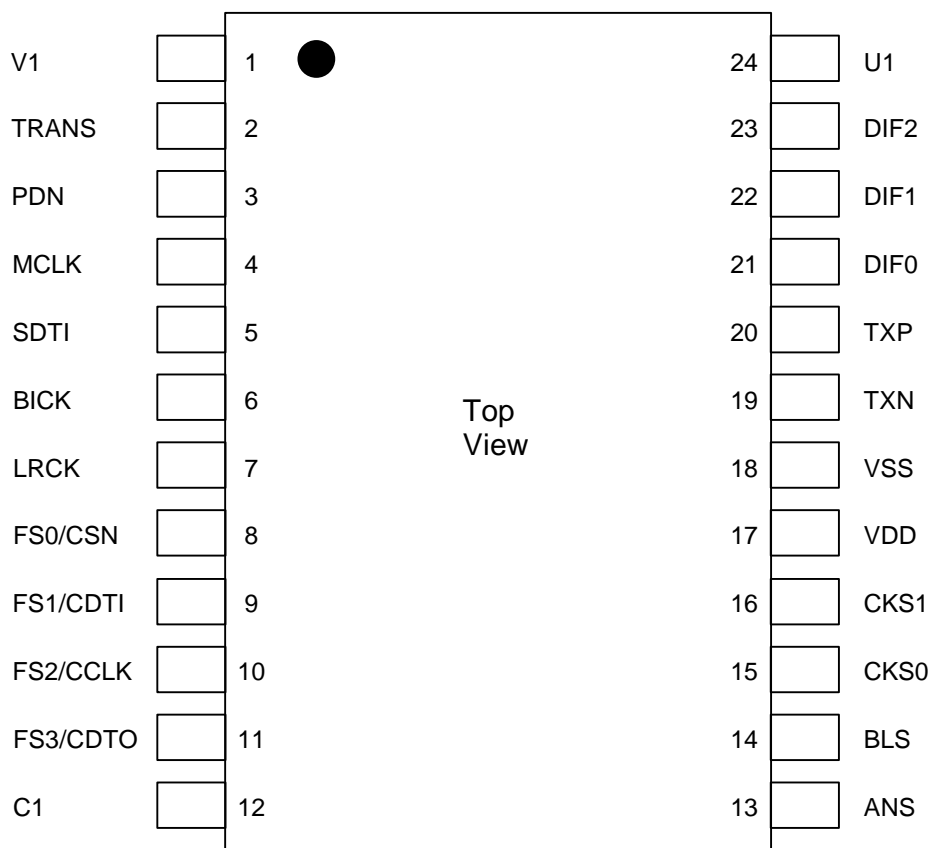 V1 1 24 U1
TRANS 2 23 DIF2
PDN 3 22 DIF1
MCLK 4 21 DIF0
SDTI 5 20 TXP
BICK 6 19 TXN
Top
View
LRCK 7 18 VSS
FS0/CSN 8 17 VDD
FS1/CDTI 9 16 CKS1
FS2/CCLK 10 15 CKS0
FS3/CDTO 11 14 BLS
C1 12 13 ANS